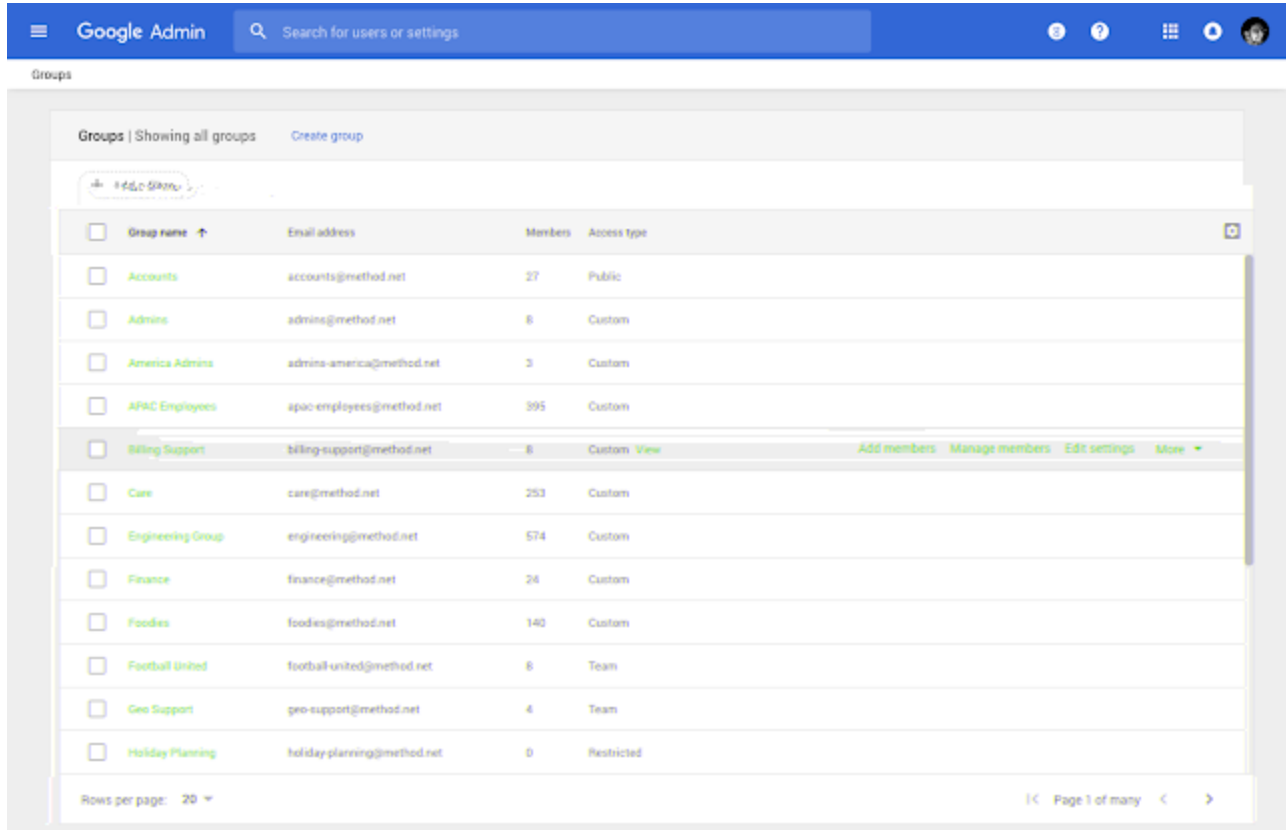 Google Admin Search for users or settings
Groups
Groups | Showing all groups Create group
Group name Email address Members Access type
Accounts accounts@method.net 27 Public
Admins admins@method.net 8 Custom
America Admins admins-america@method.net 3 Custom
APAC Employees apac-employees@method.net 395 Custom
Billing Support billing-support@method.net 8 Custom View Add members Manage members Edit settings More
Care care@method.net 253 Custom
Engineering Group engineering@method.net 574 Custom
Finance finance@method.net 24 Custom
Foodies foodies@method.net 140 Custom
Football United football-united@method.net 8 Team
Geo Support geo-support@method.net 4 Team
Holiday Planning holiday-planning@method.net 0 Restricted
Rows per page: 20 Page 1 of many